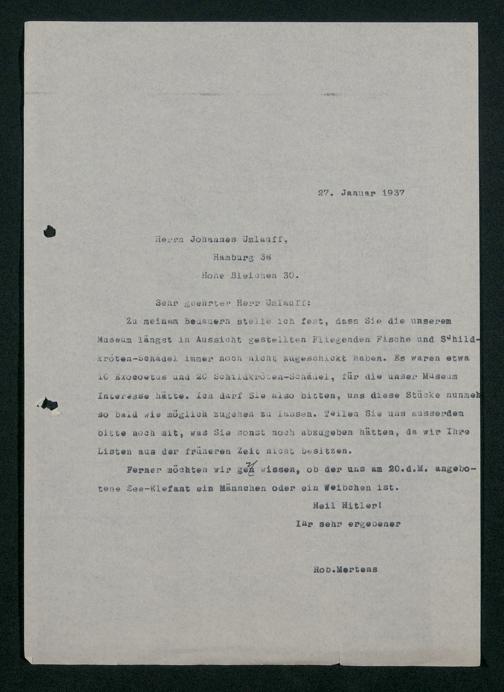 27. Januar 1937
Herrn Johannes Umlauff,
Hamburg 36
Hohe Bleichen 30.
Sehr geehrter Herr Umlauff:
Zu meinem Bedauern stelle ich fest, dass Sie die unserem
Museum längst in Aussicht gestellten Fliegenden Fische und Schild-
kröten-Schädel immer noch nicht zugeschickt haben. Es waren etwa
10 Exocoetus und 20 Schildkröten-Schädel, für die unser Museum
Interesse hätte. Ich darf Sie also bitten, uns diese Stücke nunmeh
so bald wie möglich zugehen zu lassen. Teilen Sie uns ausserdem
bitte noch mit, was Sie sonst noch abzugeben hätten, da wir Ihre
Listen aus der früheren Zeit nicht besitzen.
Ferner möchten wir gern wissen, ob der uns am 20.d.M. angebo-
tene See-Elefant ein Männchen oder ein Weibchen ist.
Heil Hitler!
Ihr sehr ergebener
Rob.Mertens